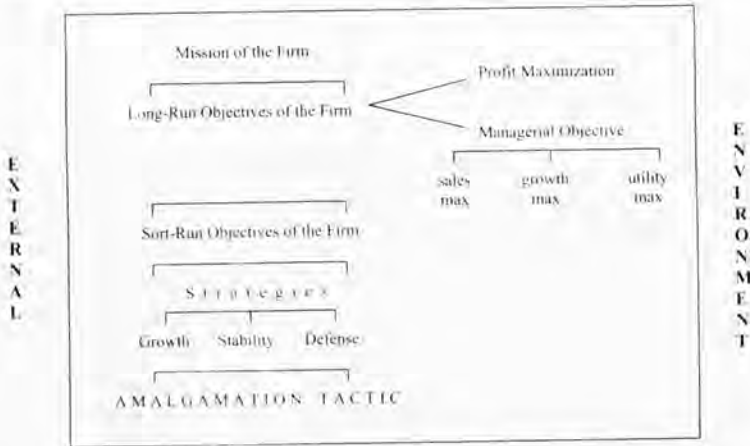 Mission of the Firm
Profit Maximization
Long-Run Objectives of the Firm
Managerial Objective
sales max
growth max
utility max
Sort-Run Objectives of the Firm
Strategies
Growth Stability Defense
AMALGAMATION TACTIC
EXTERNAL
ENVIRONMENT